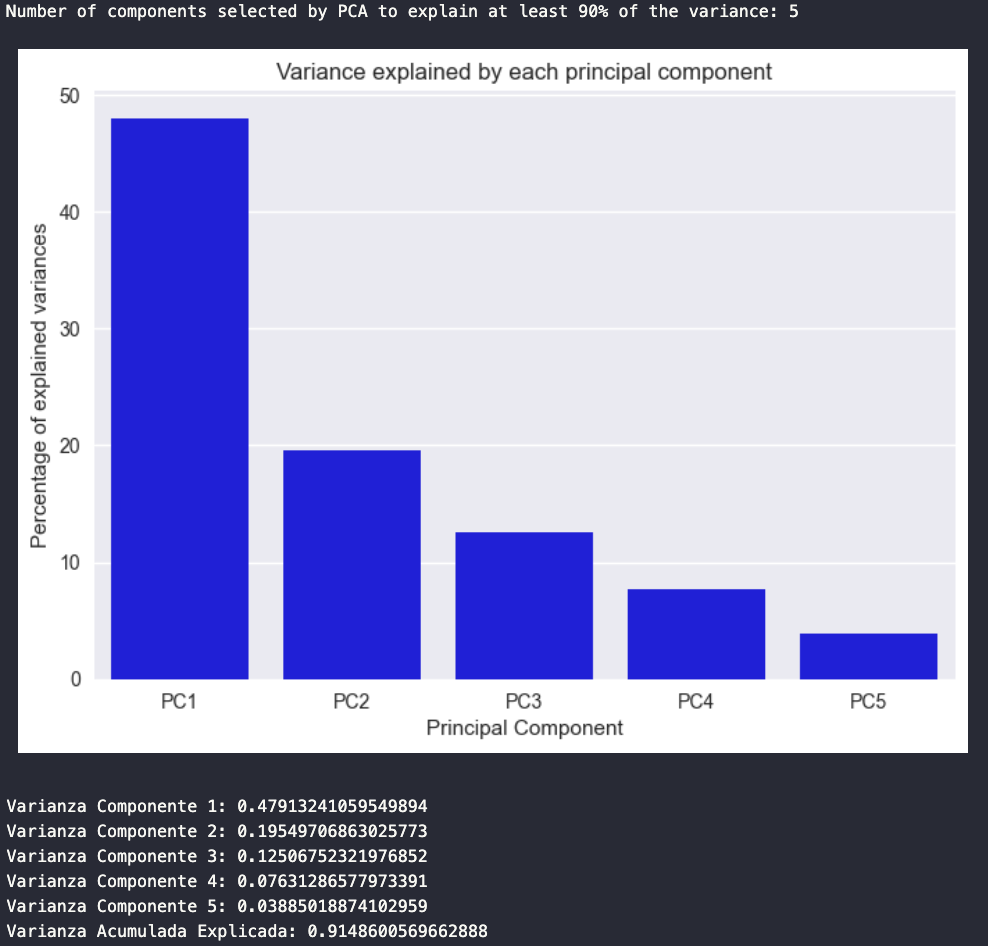 Number of components selected by PCA to explain at least 90% of the variance: 5
Variance explained by each principal component
Percentage of explained variances
50
40
30
20
10
0
PC1 PC2 PC3 PC4 PC5
Principal Component
Varianza Componente 1: 0.47913241059549894
Varianza Componente 2: 0.19549706863025773
Varianza Componente 3: 0.12506752321976852
Varianza Componente 4: 0.07631286577973391
Varianza Componente 5: 0.03885018874102959
Varianza Acumulada Explicada: 0.9148600569662888